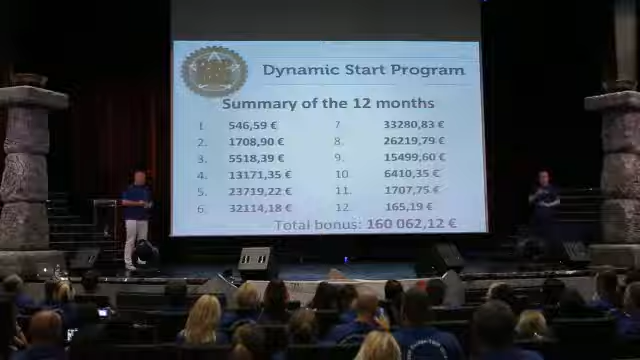 Dynamic Start Program
Summary of the 12 months
1. 546,59 € 7. 33280,83 €
2. 1708,90 € 8. 26219,79 €
3. 5518,39 € 9. 15499,60 €
4. 13171,35 € 10. 6410,35 €
5. 23719,22 € 11. 1707,75 €
6. 32114,18 € 12. 165,19 €
Total bonus: 160 062,12 €